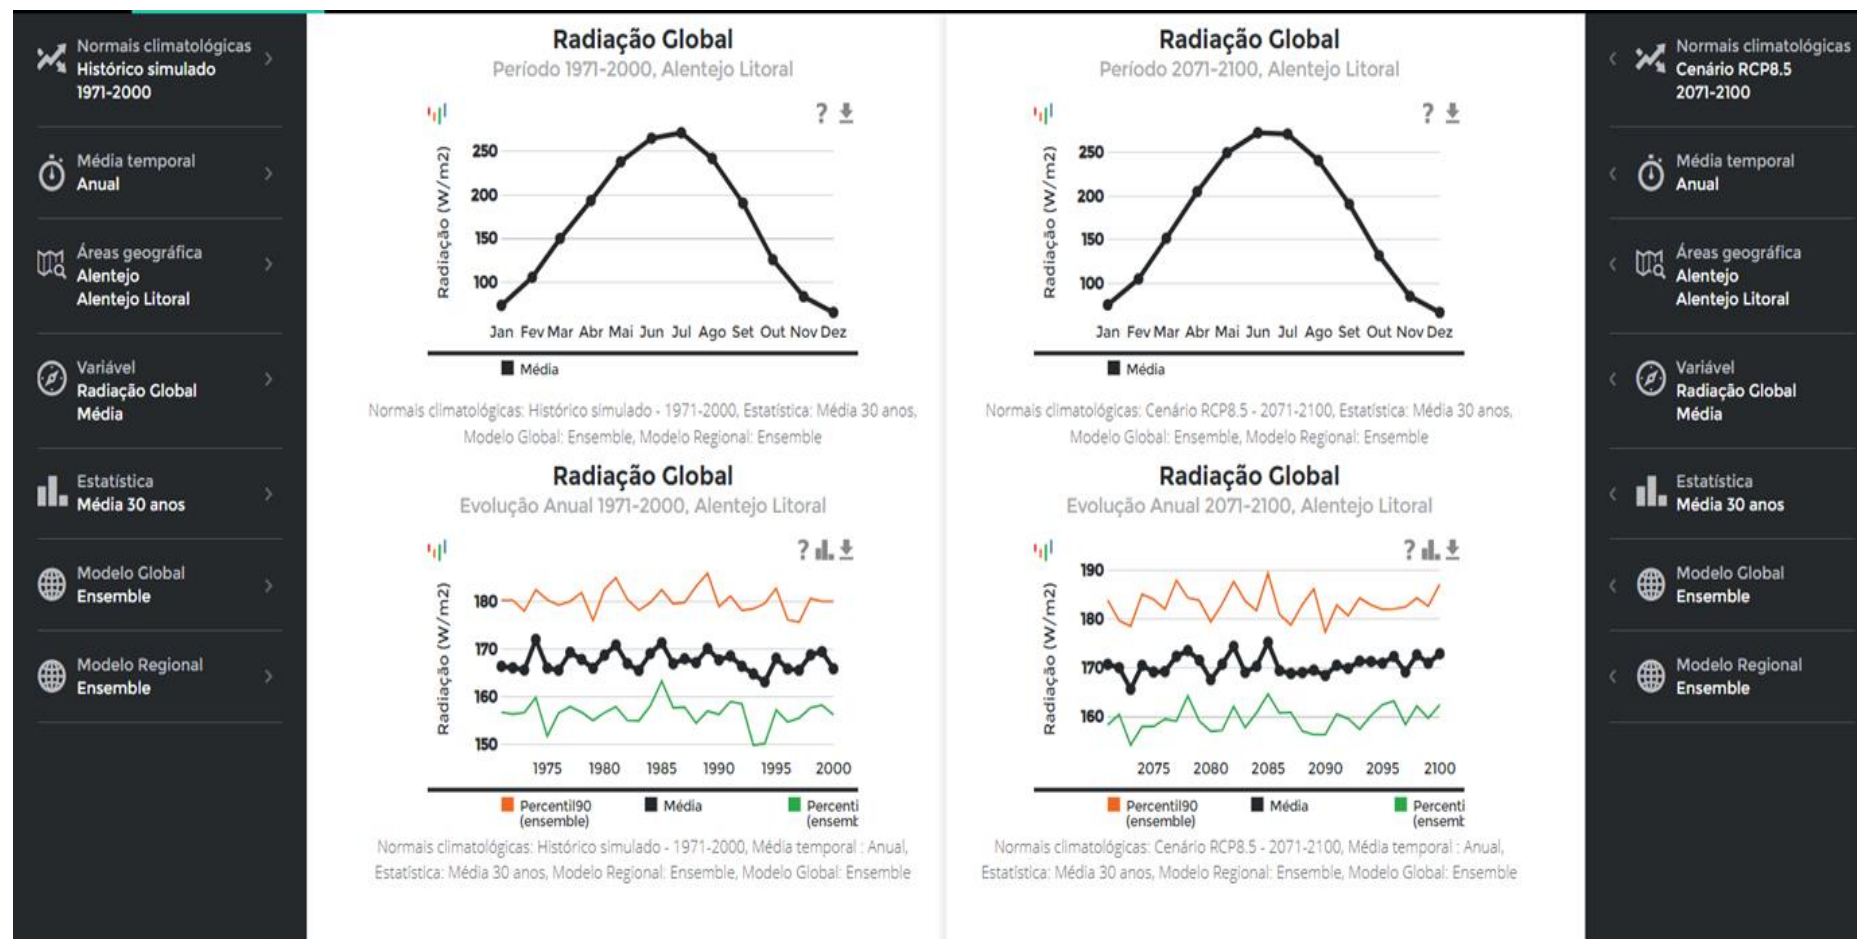 Normais climatológicas
Histórico simulado
1971-2000
Média temporal
Anual
Áreas geográfica
Alentejo
Alentejo Litoral
Variável
Radiação Global
Média
Estatística
Média 30 anos
Modelo Global
Ensemble
Modelo Regional
Ensemble
Radiação Global
Período 1971-2000, Alentejo Litoral
?
Radiação (W/m2)
250
200
150
100
Jan Fev Mar Abr Mai Jun Jul Ago Set Out Nov Dez
Média
Normais climatológicas: Histórico simulado - 1971-2000, Estatística: Média 30 anos,
Modelo Global: Ensemble, Modelo Regional: Ensemble
Radiação Global
Evolução Anual 1971-2000, Alentejo Litoral
?
Radiação (W/m2)
180
170
160
150
1975 1980 1985 1990 1995 2000
Percentil90
(ensemble)
Média
Percenti
(ensemb
Normais climatológicas: Histórico simulado - 1971-2000, Média temporal : Anual,
Estatística: Média 30 anos, Modelo Regional: Ensemble, Modelo Global: Ensemble
Radiação Global
Período 2071-2100, Alentejo Litoral
?
Radiação (W/m2)
250
200
150
100
Jan Fev Mar Abr Mai Jun Jul Ago Set Out Nov Dez
Média
Normais climatológicas: Cenário RCP8.5 - 2071-2100, Estatística: Média 30 anos,
Modelo Global: Ensemble, Modelo Regional: Ensemble
Radiação Global
Evolução Anual 2071-2100, Alentejo Litoral
?
Radiação (W/m2)
190
180
170
160
2075 2080 2085 2090 2095 2100
Percentil90
(ensemble)
Média
Percenti
(ensemb
Normais climatológicas: Cenário RCP8.5 - 2071-2100, Média temporal : Anual,
Estatística: Média 30 anos, Modelo Regional: Ensemble, Modelo Global: Ensemble
Normais climatológicas
Cenário RCP8.5
2071-2100
Média temporal
Anual
Áreas geográfica
Alentejo
Alentejo Litoral
Variável
Radiação Global
Média
Estatística
Média 30 anos
Modelo Global
Ensemble
Modelo Regional
Ensemble